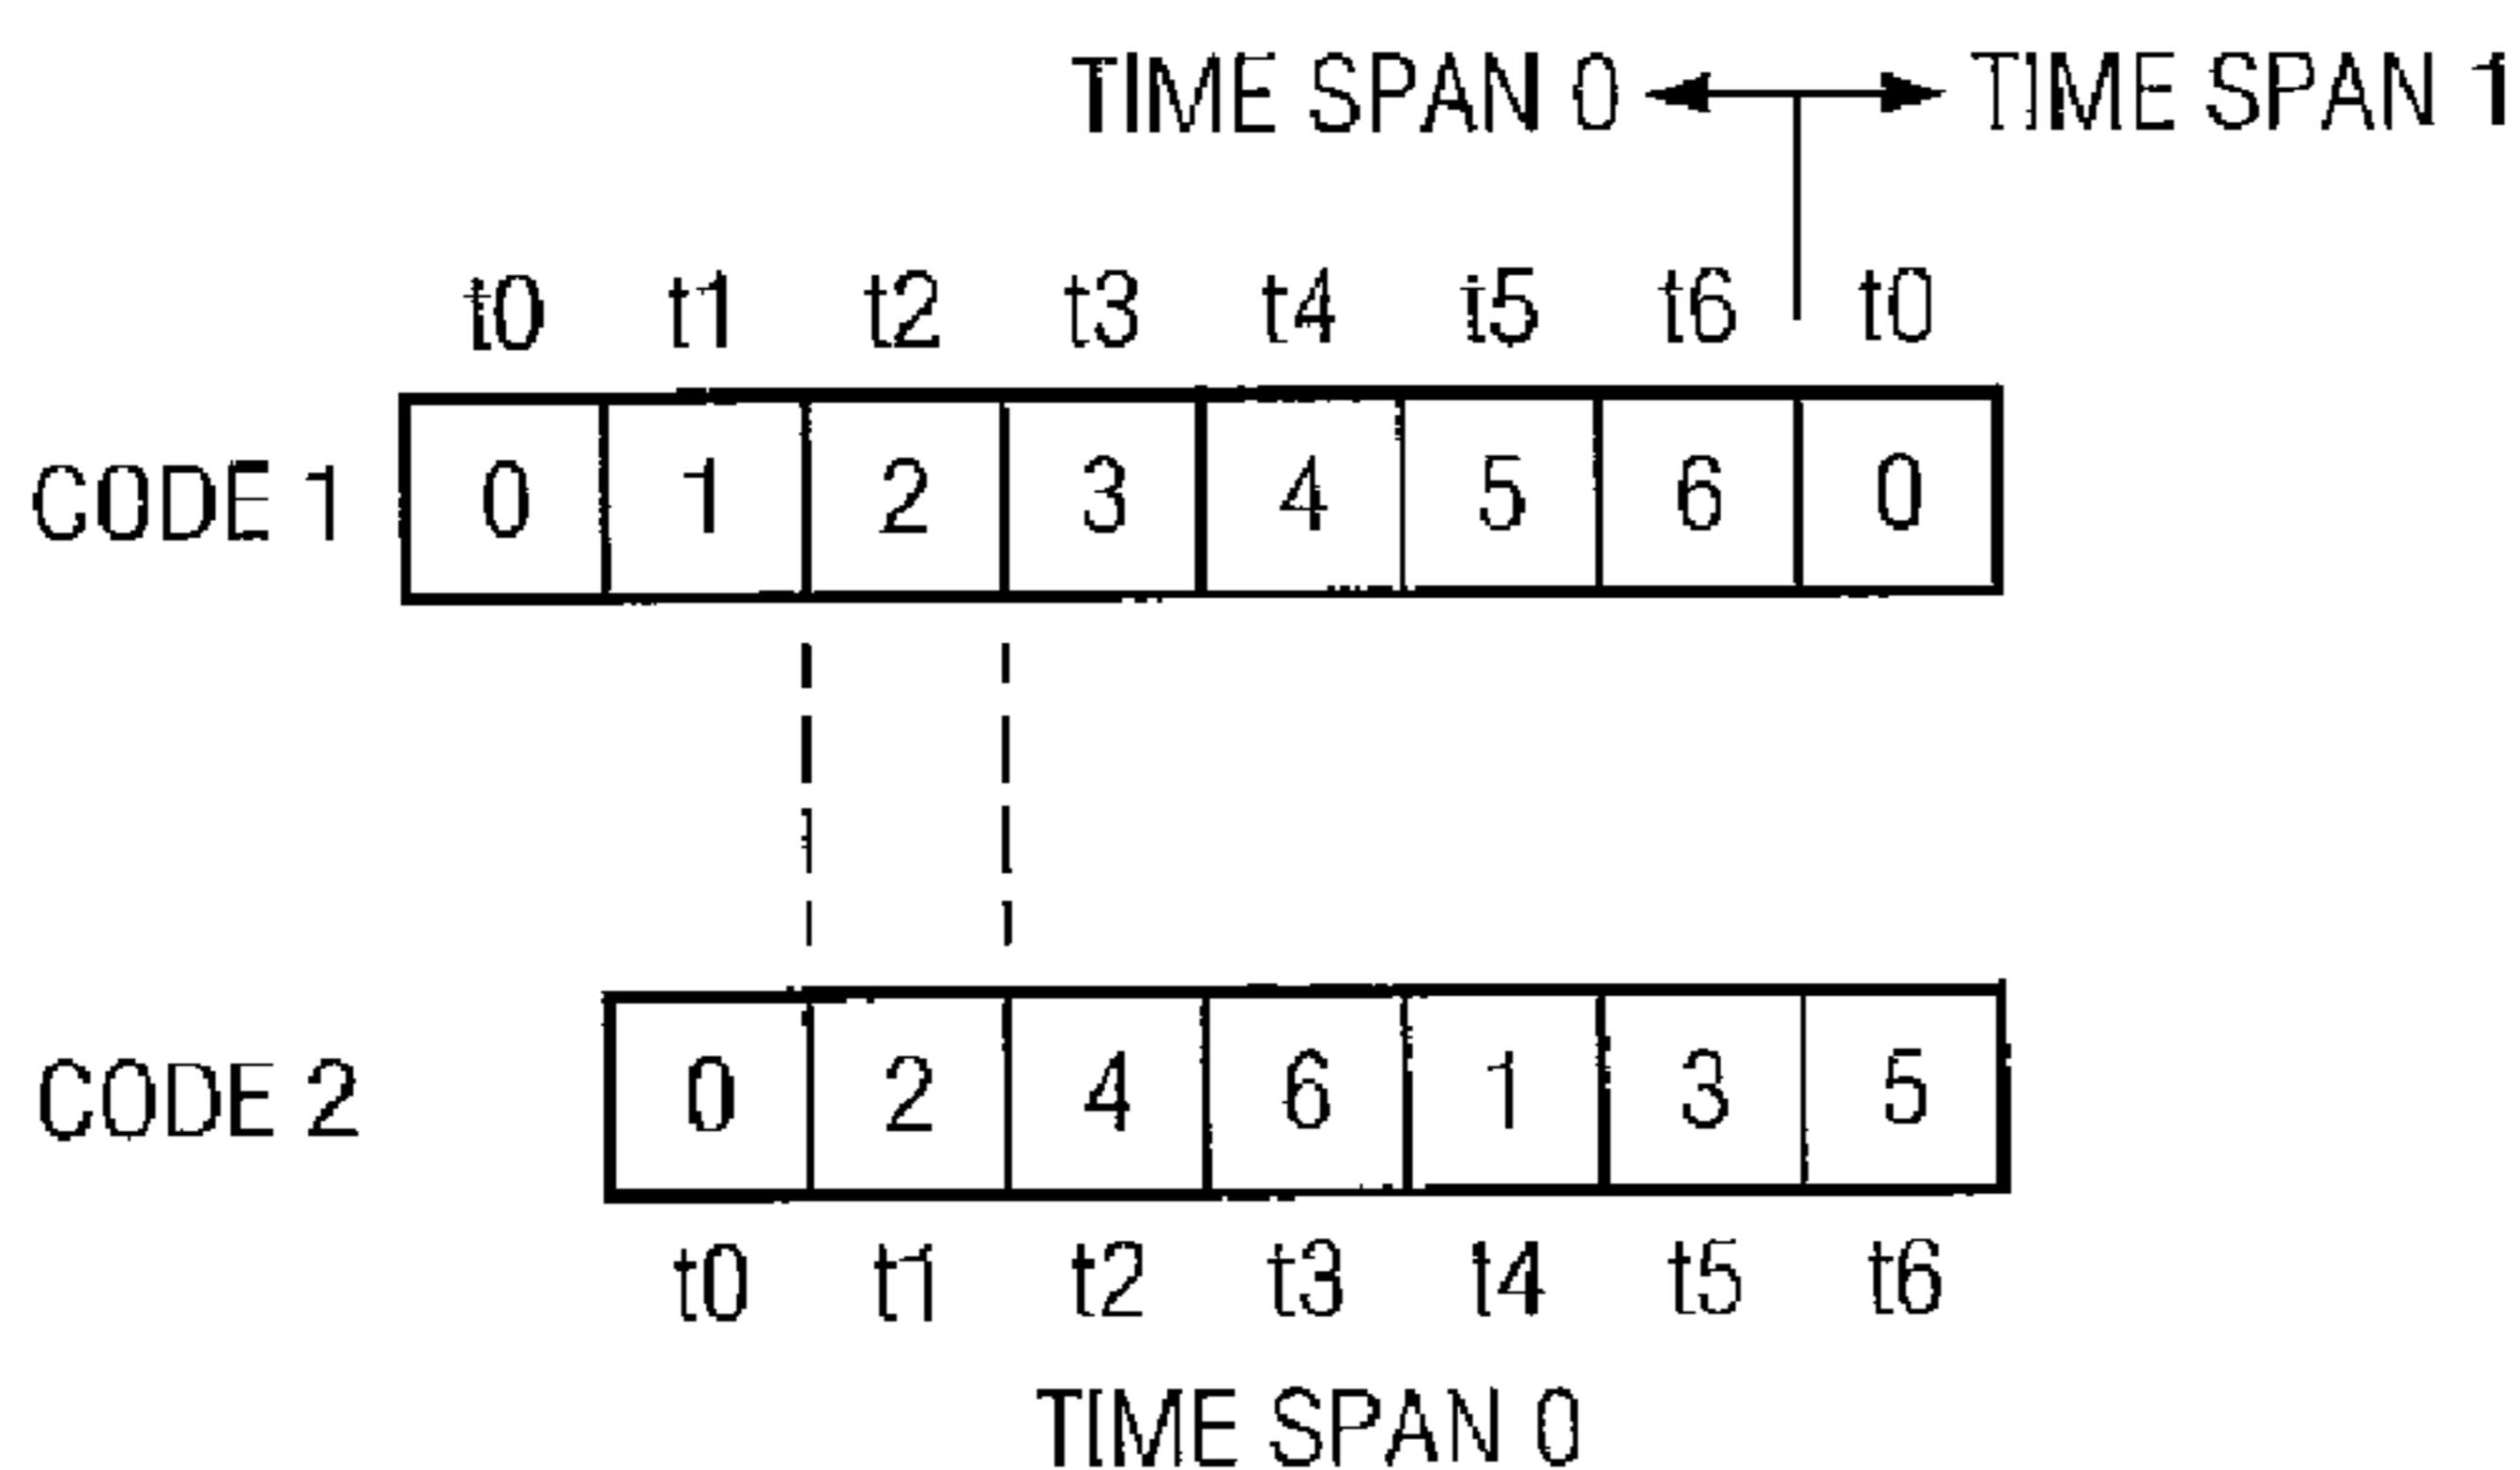 TIME SPAN 0 TIME SPAN 1
t0 t1 t2 t3 t4 t5 t6 t0
CODE 1 0 1 2 3 4 5 6 0
CODE 2 0 2 4 6 1 3 5
t0 t1 t2 t3 t4 t5 t6
TIME SPAN 0